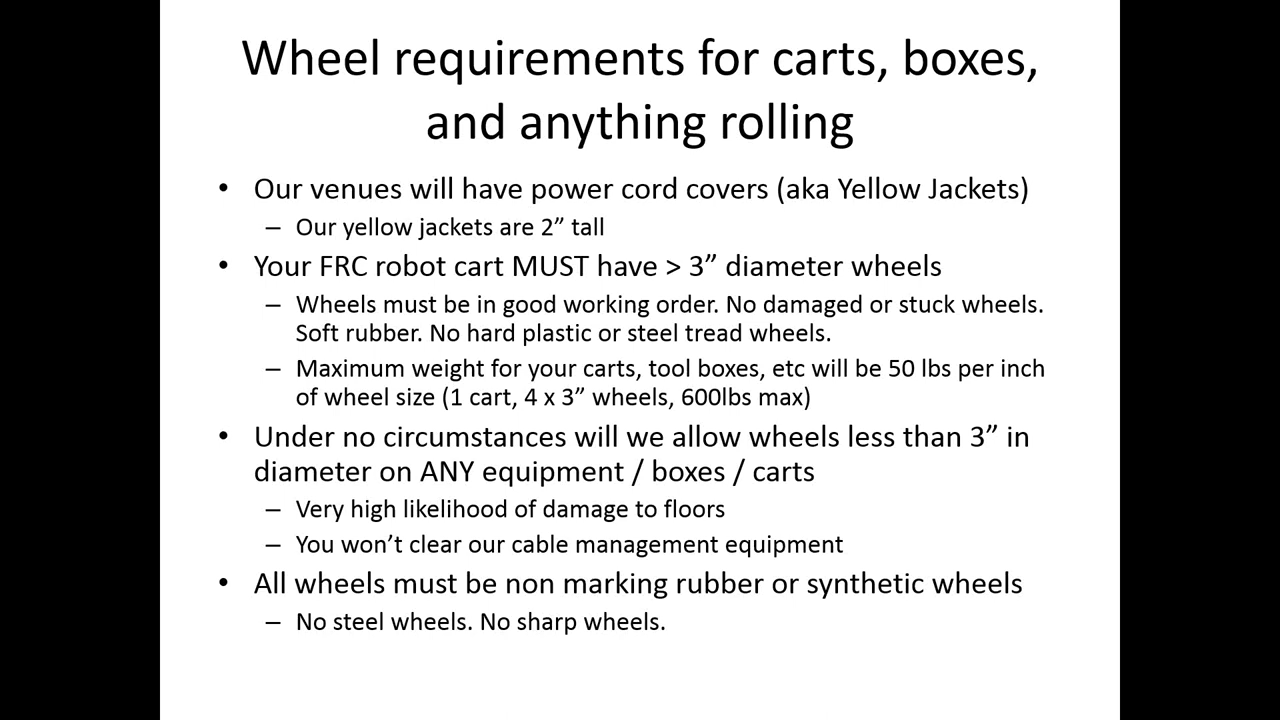 Wheel requirements for carts, boxes,
and anything rolling
• Our venues will have power cord covers (aka Yellow Jackets)
– Our yellow jackets are 2” tall
• Your FRC robot cart MUST have > 3” diameter wheels
– Wheels must be in good working order. No damaged or stuck wheels.
Soft rubber. No hard plastic or steel tread wheels.
– Maximum weight for your carts, tool boxes, etc will be 50 lbs per inch
of wheel size (1 cart, 4 x 3” wheels, 600lbs max)
• Under no circumstances will we allow wheels less than 3” in
diameter on ANY equipment / boxes / carts
– Very high likelihood of damage to floors
– You won’t clear our cable management equipment
• All wheels must be non marking rubber or synthetic wheels
– No steel wheels. No sharp wheels.